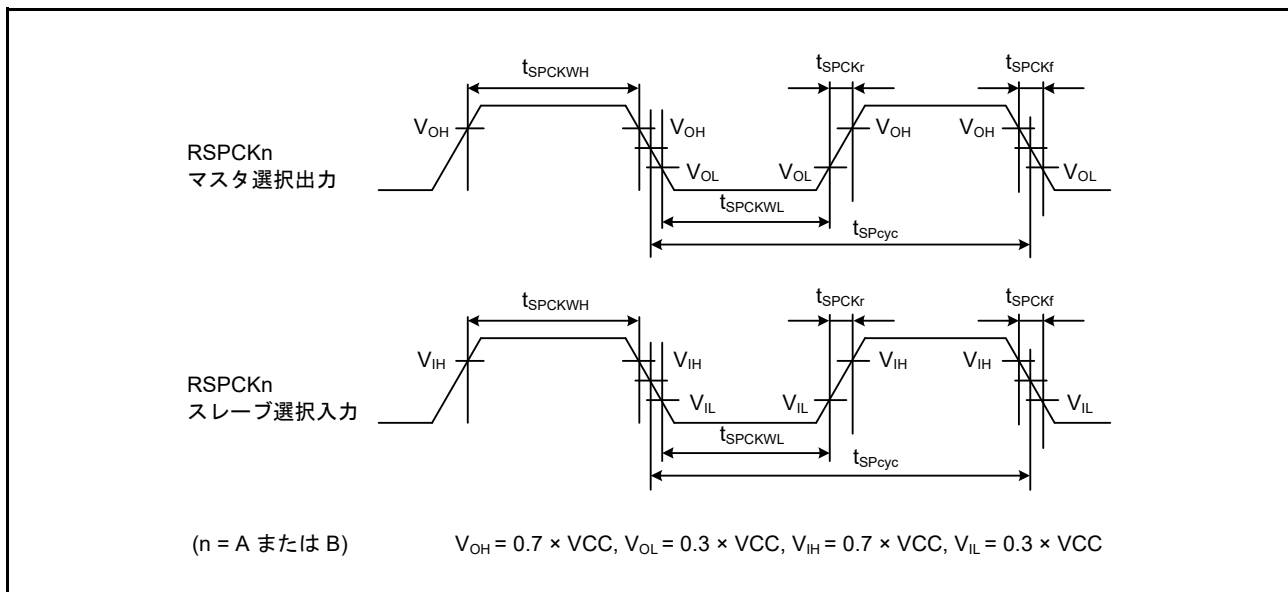 tSPCKWH tSPCKr tSPCKf
VOH VOH VOH VOH
RSPCKn
マスタ選択出力
VOL VOL VOL
tSPCKWL
tSPcyc
tSPCKWH tSPCKr tSPCKf
VIH VIH VIH VIH
RSPCKn
スレーブ選択入力
VIL VIL VIL
tSPCKWL
tSPcyc
(n = A または B) VOH = 0.7 × VCC, VOL = 0.3 × VCC, VIH = 0.7 × VCC, VIL = 0.3 × VCC